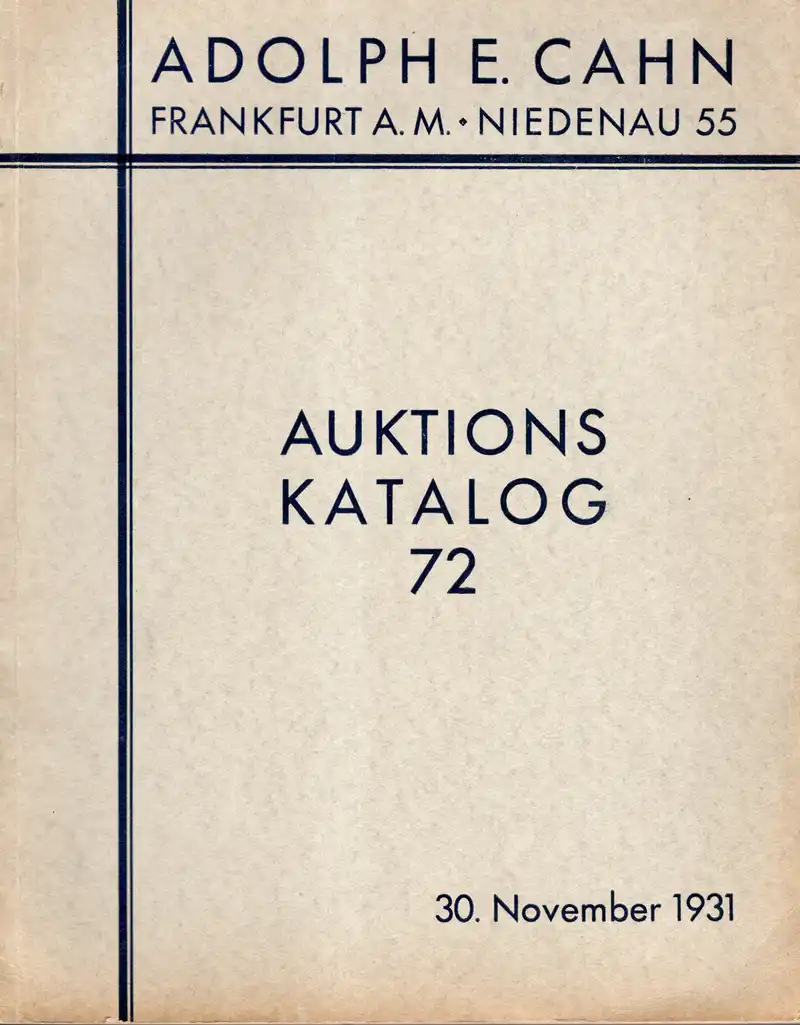 ADOLPH E. CAHN
FRANKFURT A. M. • NIEDENAU 55
AUKTIONS
KATALOG
72
30. November 1931